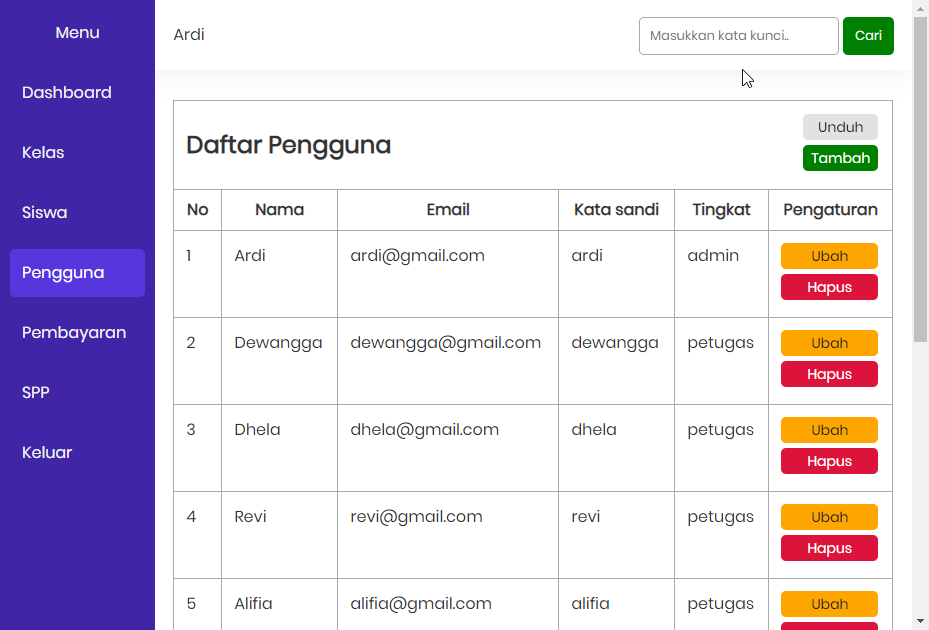 Menu
Dashboard
Kelas
Siswa
Pengguna
Pembayaran
SPP
Keluar
Ardi
Masukkan kata kunci..
Cari
Daftar Pengguna
Unduh
Tambah
No Nama Email Kata sandi Tingkat Pengaturan
1 Ardi ardi@gmail.com ardi admin Ubah
Hapus
2 Dewangga dewangga@gmail.com dewangga petugas Ubah
Hapus
3 Dhela dhela@gmail.com dhela petugas Ubah
Hapus
4 Revi revi@gmail.com revi petugas Ubah
Hapus
5 Alifia alifia@gmail.com alifia petugas Ubah